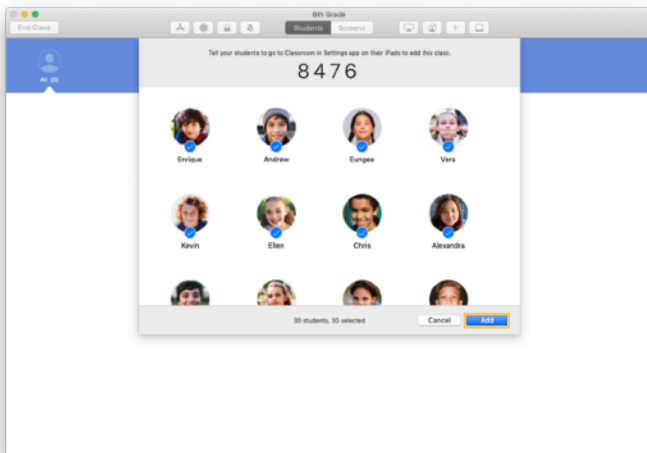 6th Grade
End Class
Students Screens
All (3)
Tell your students to go to Classroom in Settings app on their iPads to add this class.
8476
Enrique Andrew Eungee Vera
Kevin Ellen Chris Alexandra
30 students, 30 selected Cancel Add